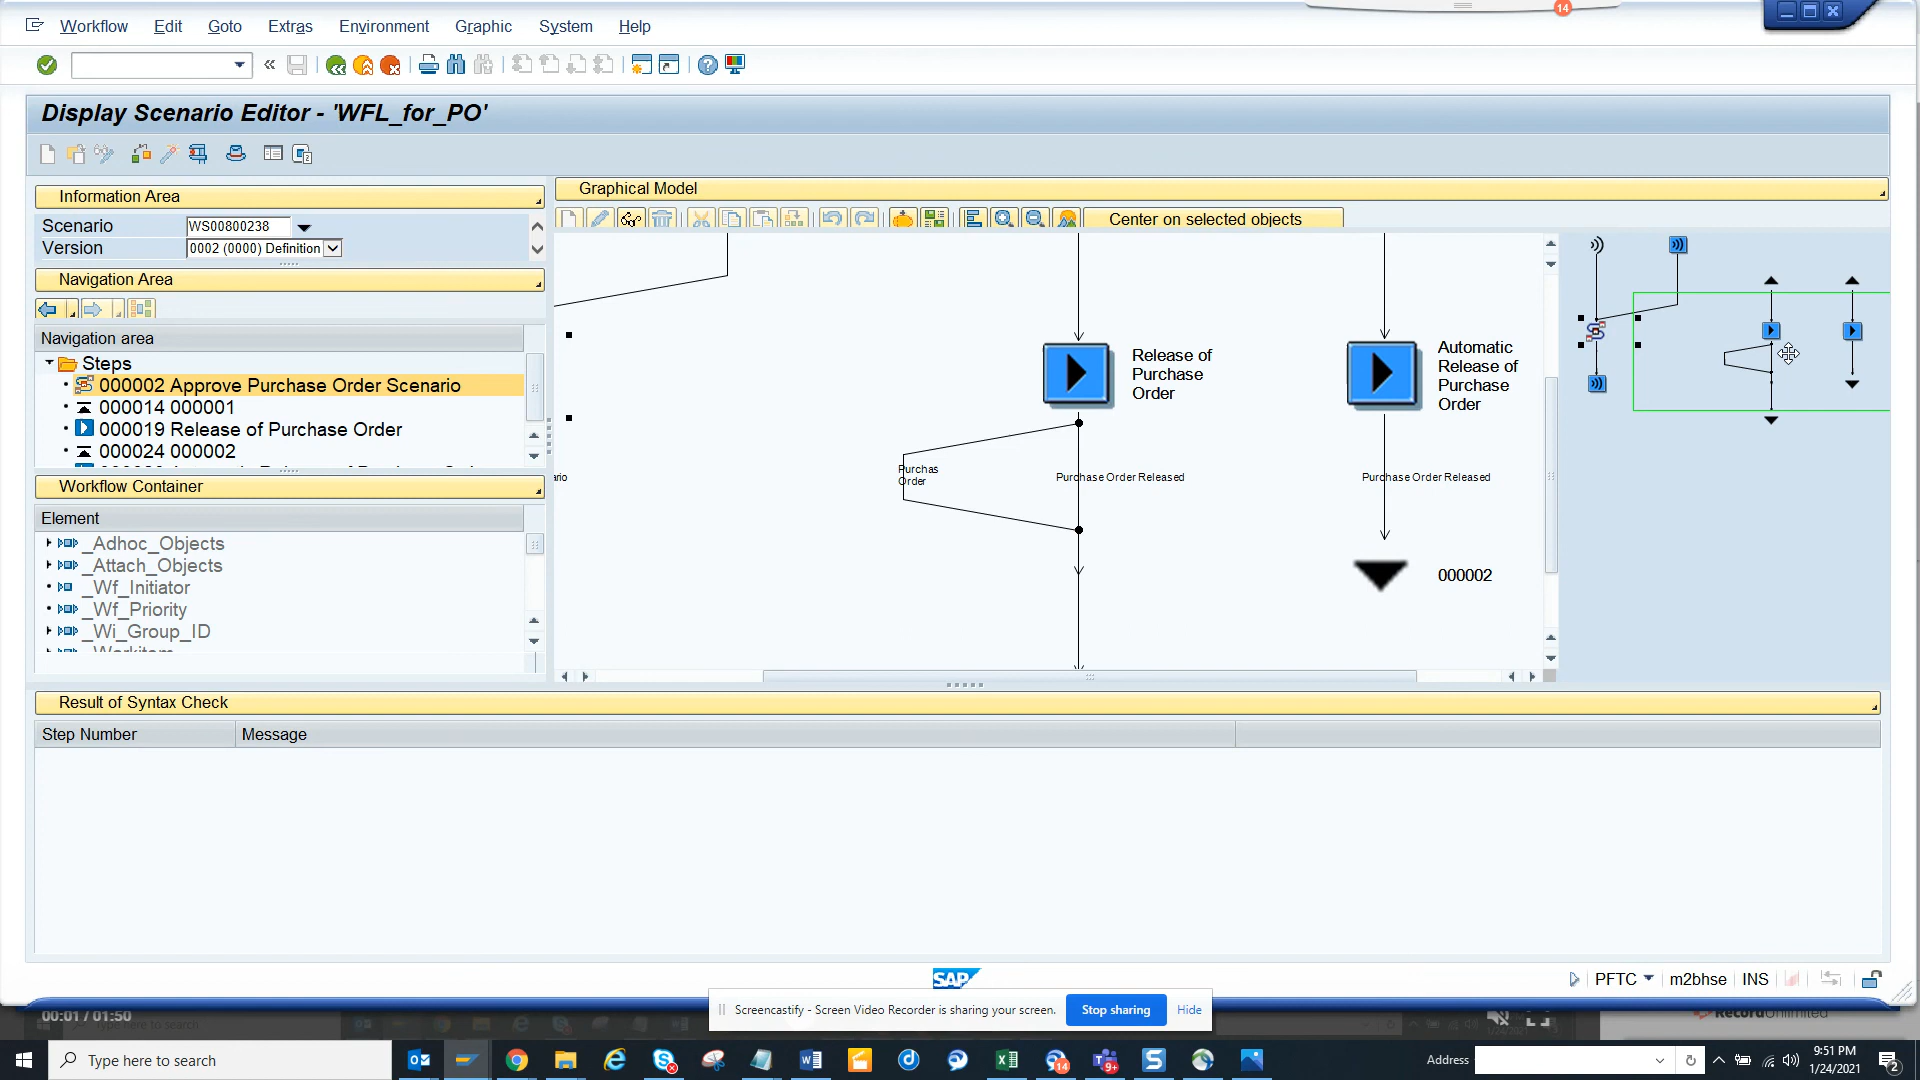 14
Workflow Edit Goto Extras Environment Graphic System Help
Display Scenario Editor - 'WFL_for_PO'
Information Area
Scenario WS00800238
Version 0002 (0000) Definition
Navigation Area
Navigation area
Steps
000002 Approve Purchase Order Scenario
000014 000001
000019 Release of Purchase Order
000024 000002
Workflow Container
Element
_Adhoc_Objects
_Attach_Objects
_Wf_Initiator
_Wf_Priority
_Wi_Group_ID
Graphical Model
Center on selected objects
Release of
Purchase
Order
Automatic
Release of
Purchase
Order
Purchas
Order
Purchase Order Released
Purchase Order Released
000002
Result of Syntax Check
Step Number Message
SAP
PFTC m2bhse INS
00:01 / 01:50
Screencastify - Screen Video Recorder is sharing your screen. Stop sharing Hide
Type here to search
Address
14
9+
9:51 PM
1/24/2021
2